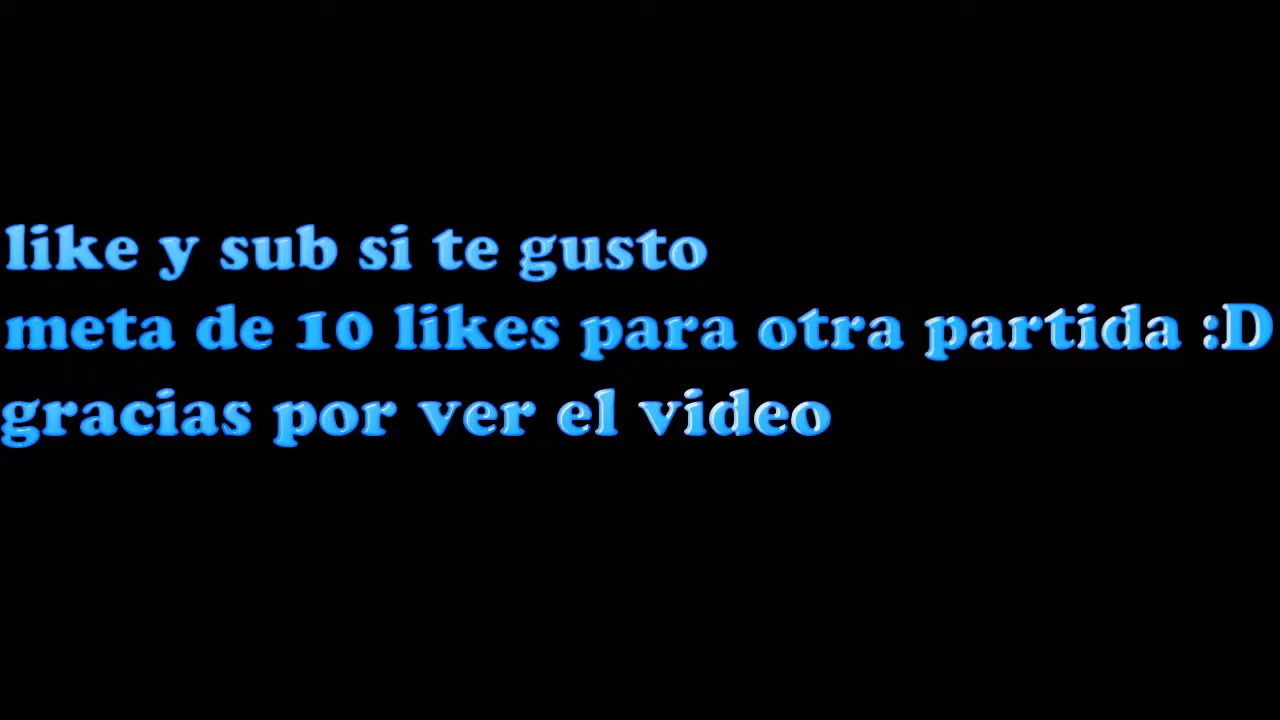 like y sub si te gusto
meta de 10 likes para otra partida :D
gracias por ver el video